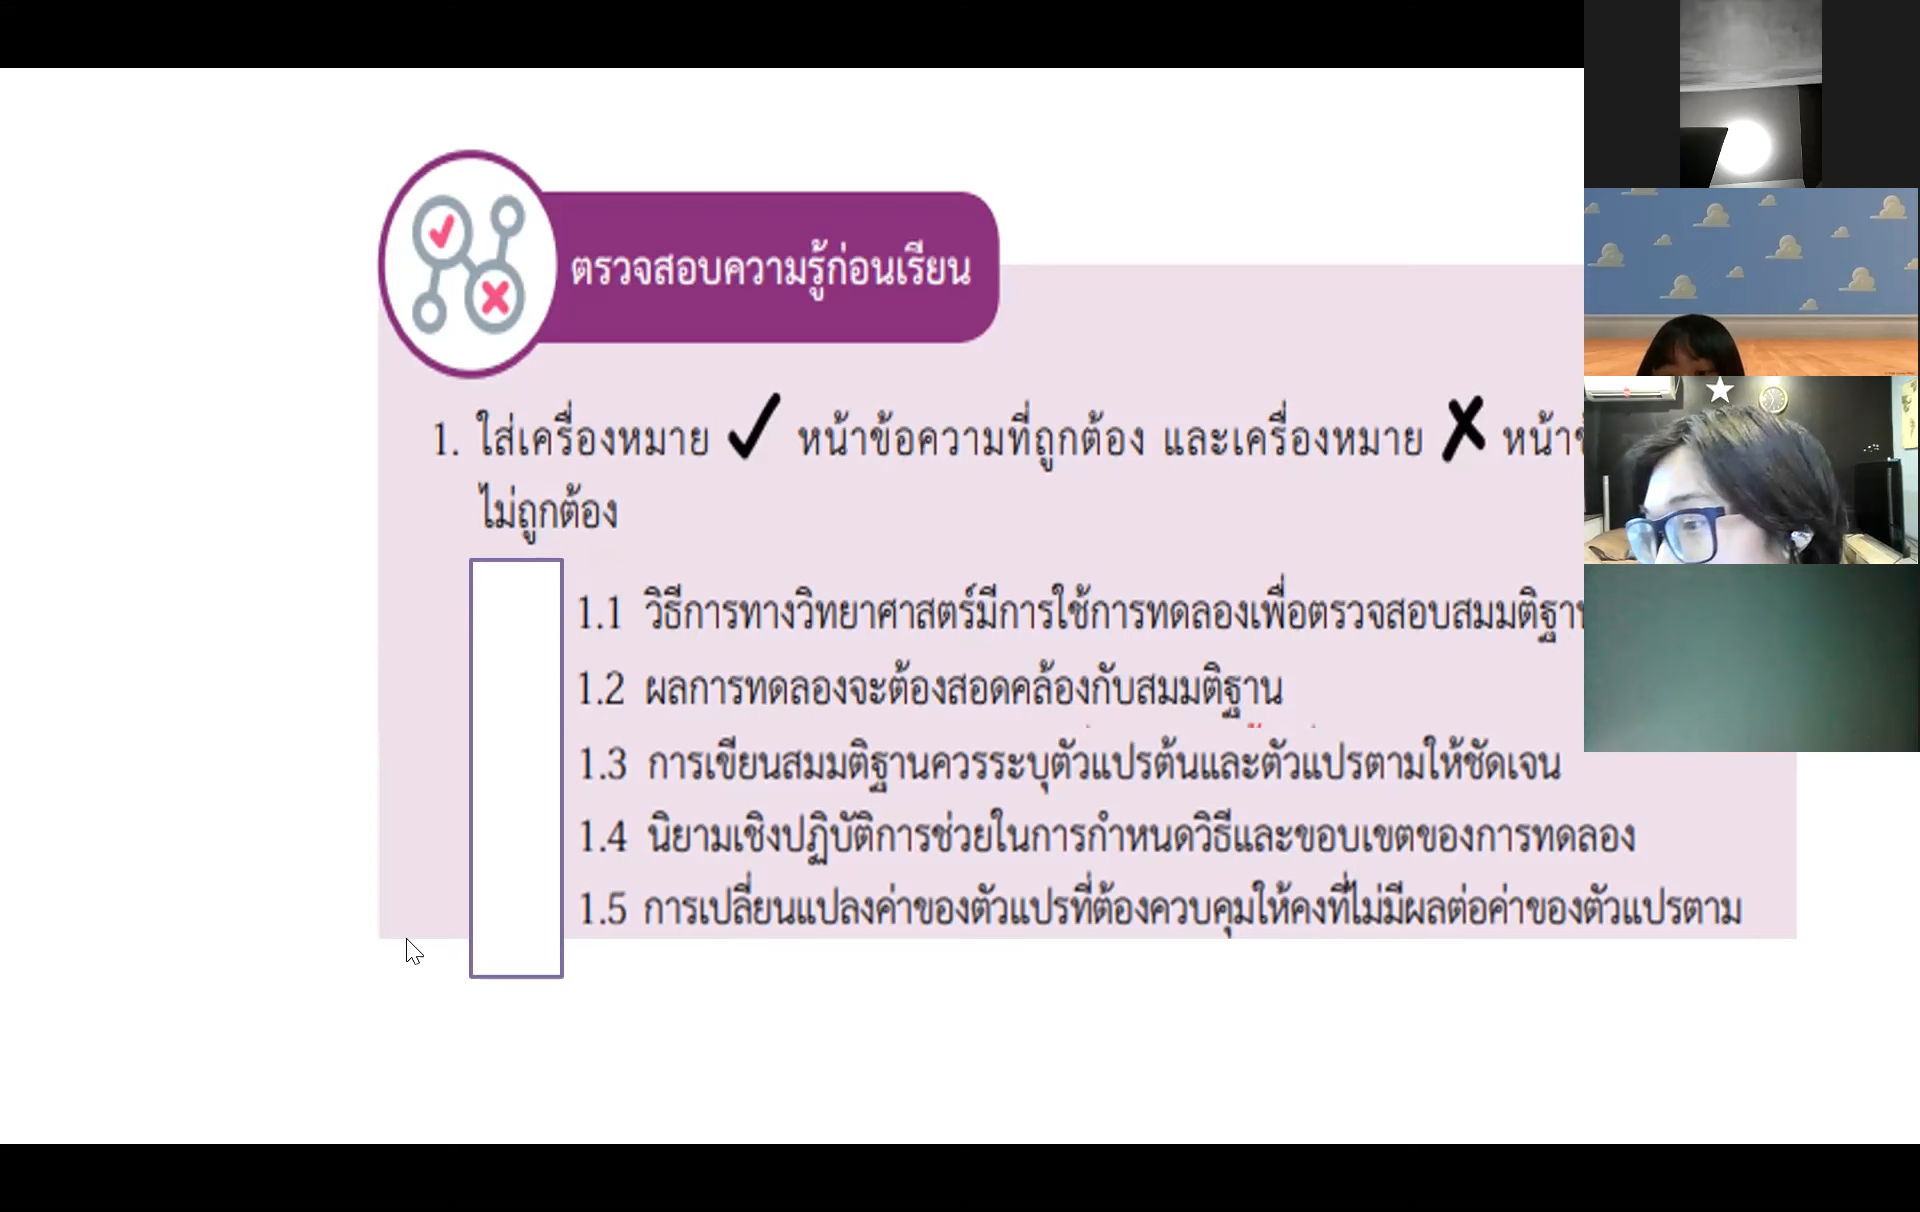 ตรวจสอบความรู้ก่อนเรียน
1. ใส่เครื่องหมาย ✓ หน้าข้อความที่ถูกต้อง และเครื่องหมาย ✗
ไม่ถูกต้อง
1.1 วิธีการทางวิทยาศาสตร์มีการใช้การทดลองเพื่อตรวจสอบ
1.2 ผลการทดลองจะต้องสอดคล้องกับสมมติฐาน
1.3 การเขียนสมมติฐานควรระบุตัวแปรต้นและตัวแปรตามให้ชัดเจน
1.4 นิยามเชิงปฏิบัติการช่วยในการกำหนดวิธีและขอบเขตของการทดลอง
1.5 การเปลี่ยนแปลงค่าของตัวแปรที่ต้องควบคุมให้คงที่ไม่มีผลต่อค่าของตัวแปรตาม